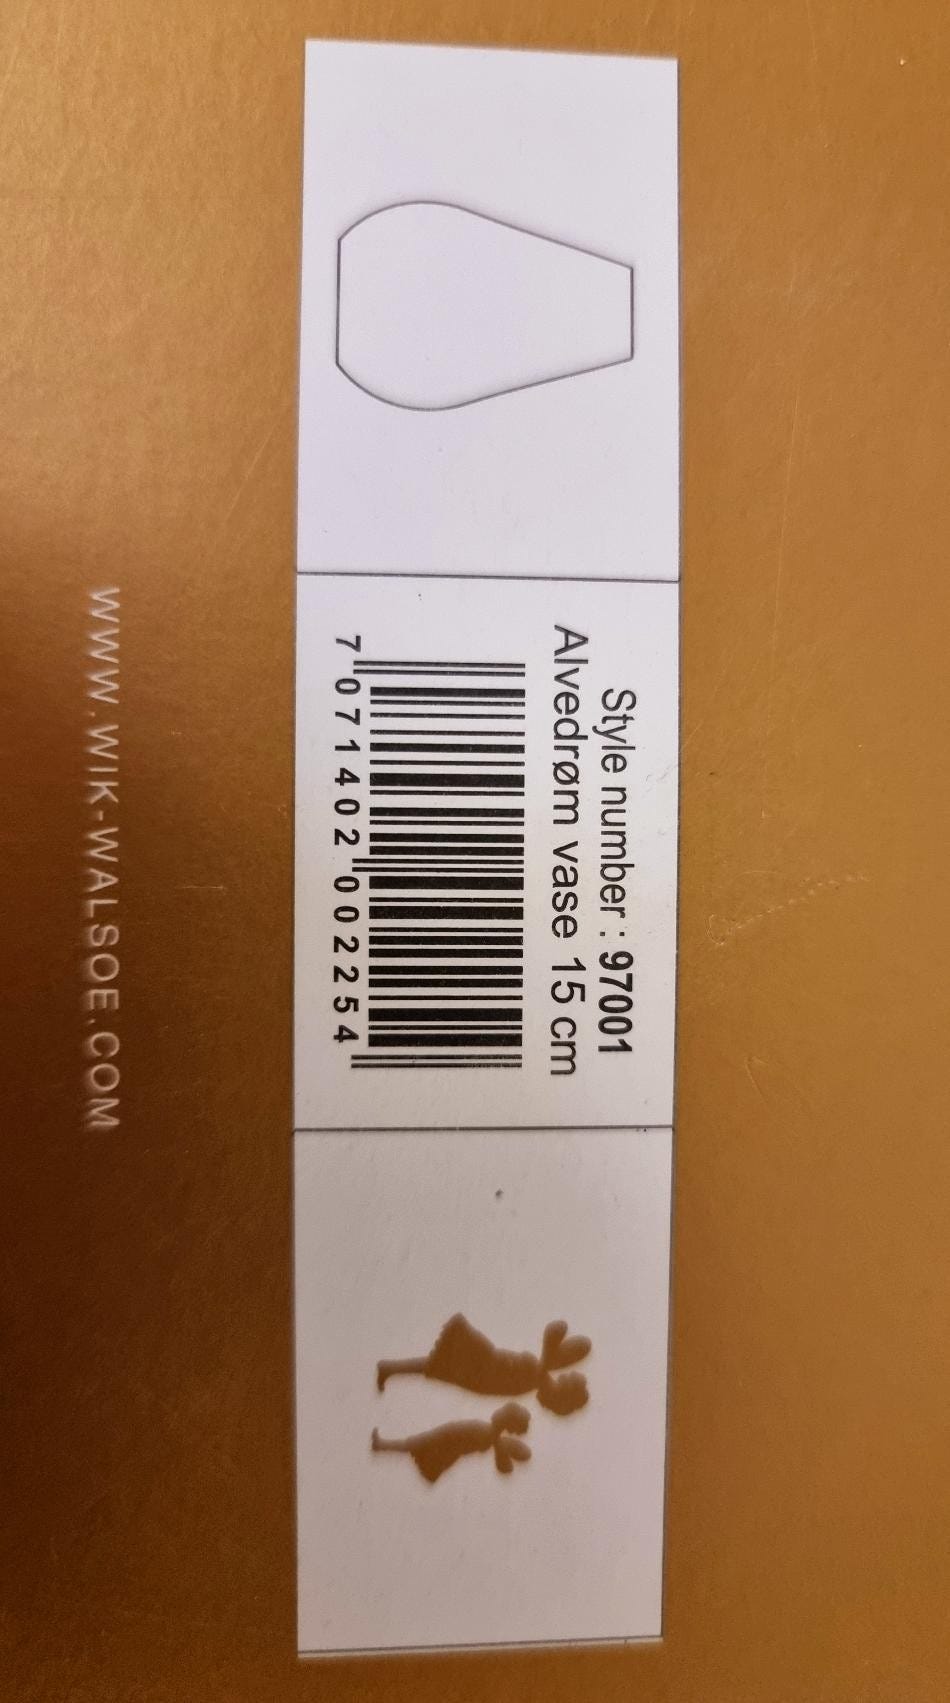 Style number : 97001
Alvedrøm vase 15 cm
7 071402 002254
WWW.WIK-WALSOE.COM